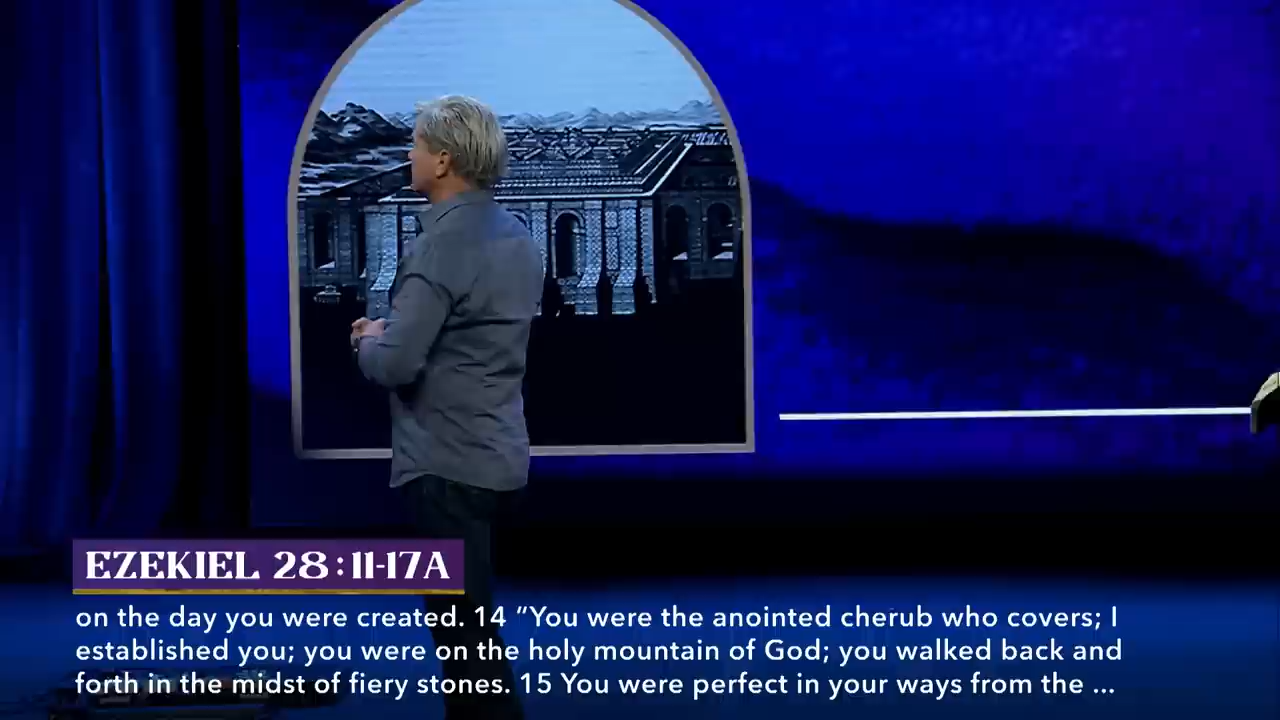 EZEKIEL 28:11-17A
on the day you were created. 14 “You were the anointed cherub who covers; I
established you; you were on the holy mountain of God; you walked back and
forth in the midst of fiery stones. 15 You were perfect in your ways from the ...